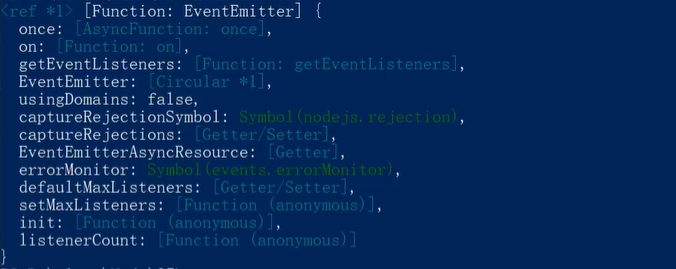 <ref *1> [Function: EventEmitter] {
  once: [AsyncFunction: once],
  on: [Function: on],
  getEventListeners: [Function: getEventListeners],
  EventEmitter: [Circular *1],
  usingDomains: false,
  captureRejectionSymbol: Symbol(nodejs.rejection),
  captureRejections: [Getter/Setter],
  EventEmitterAsyncResource: [Getter],
  errorMonitor: Symbol(events.errorMonitor),
  defaultMaxListeners: [Getter/Setter],
  setMaxListeners: [Function (anonymous)],
  init: [Function (anonymous)],
  listenerCount: [Function (anonymous)]
}